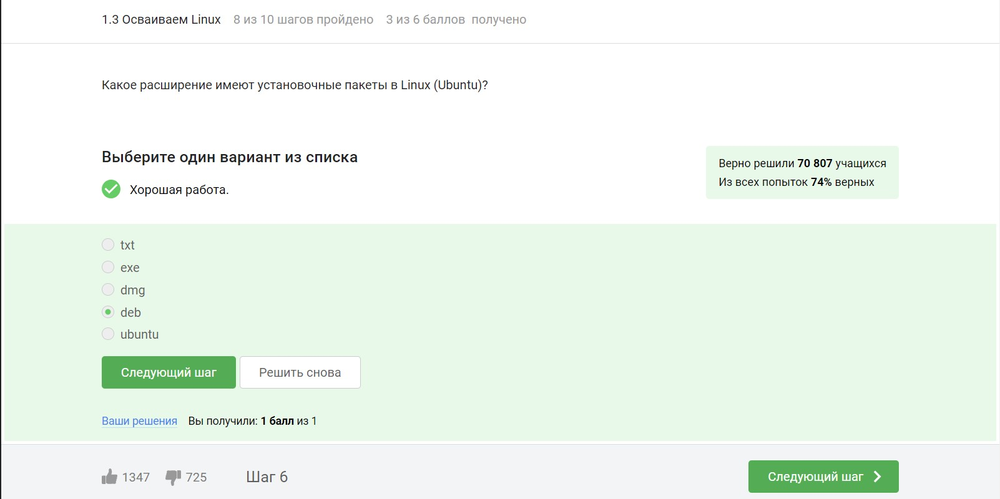 1.3 Осваиваем Linux 8 из 10 шагов пройдено 3 из 6 баллов получено
Какое расширение имеют установочные пакеты в Linux (Ubuntu)?
Выберите один вариант из списка
Хорошая работа.
Верно решили 70 807 учащихся
Из всех попыток 74% верных
txt
exe
dmg
deb
ubuntu
Следующий шаг Решить снова
Ваши решения Вы получили: 1 балл из 1
1347 725 Шаг 6 Следующий шаг